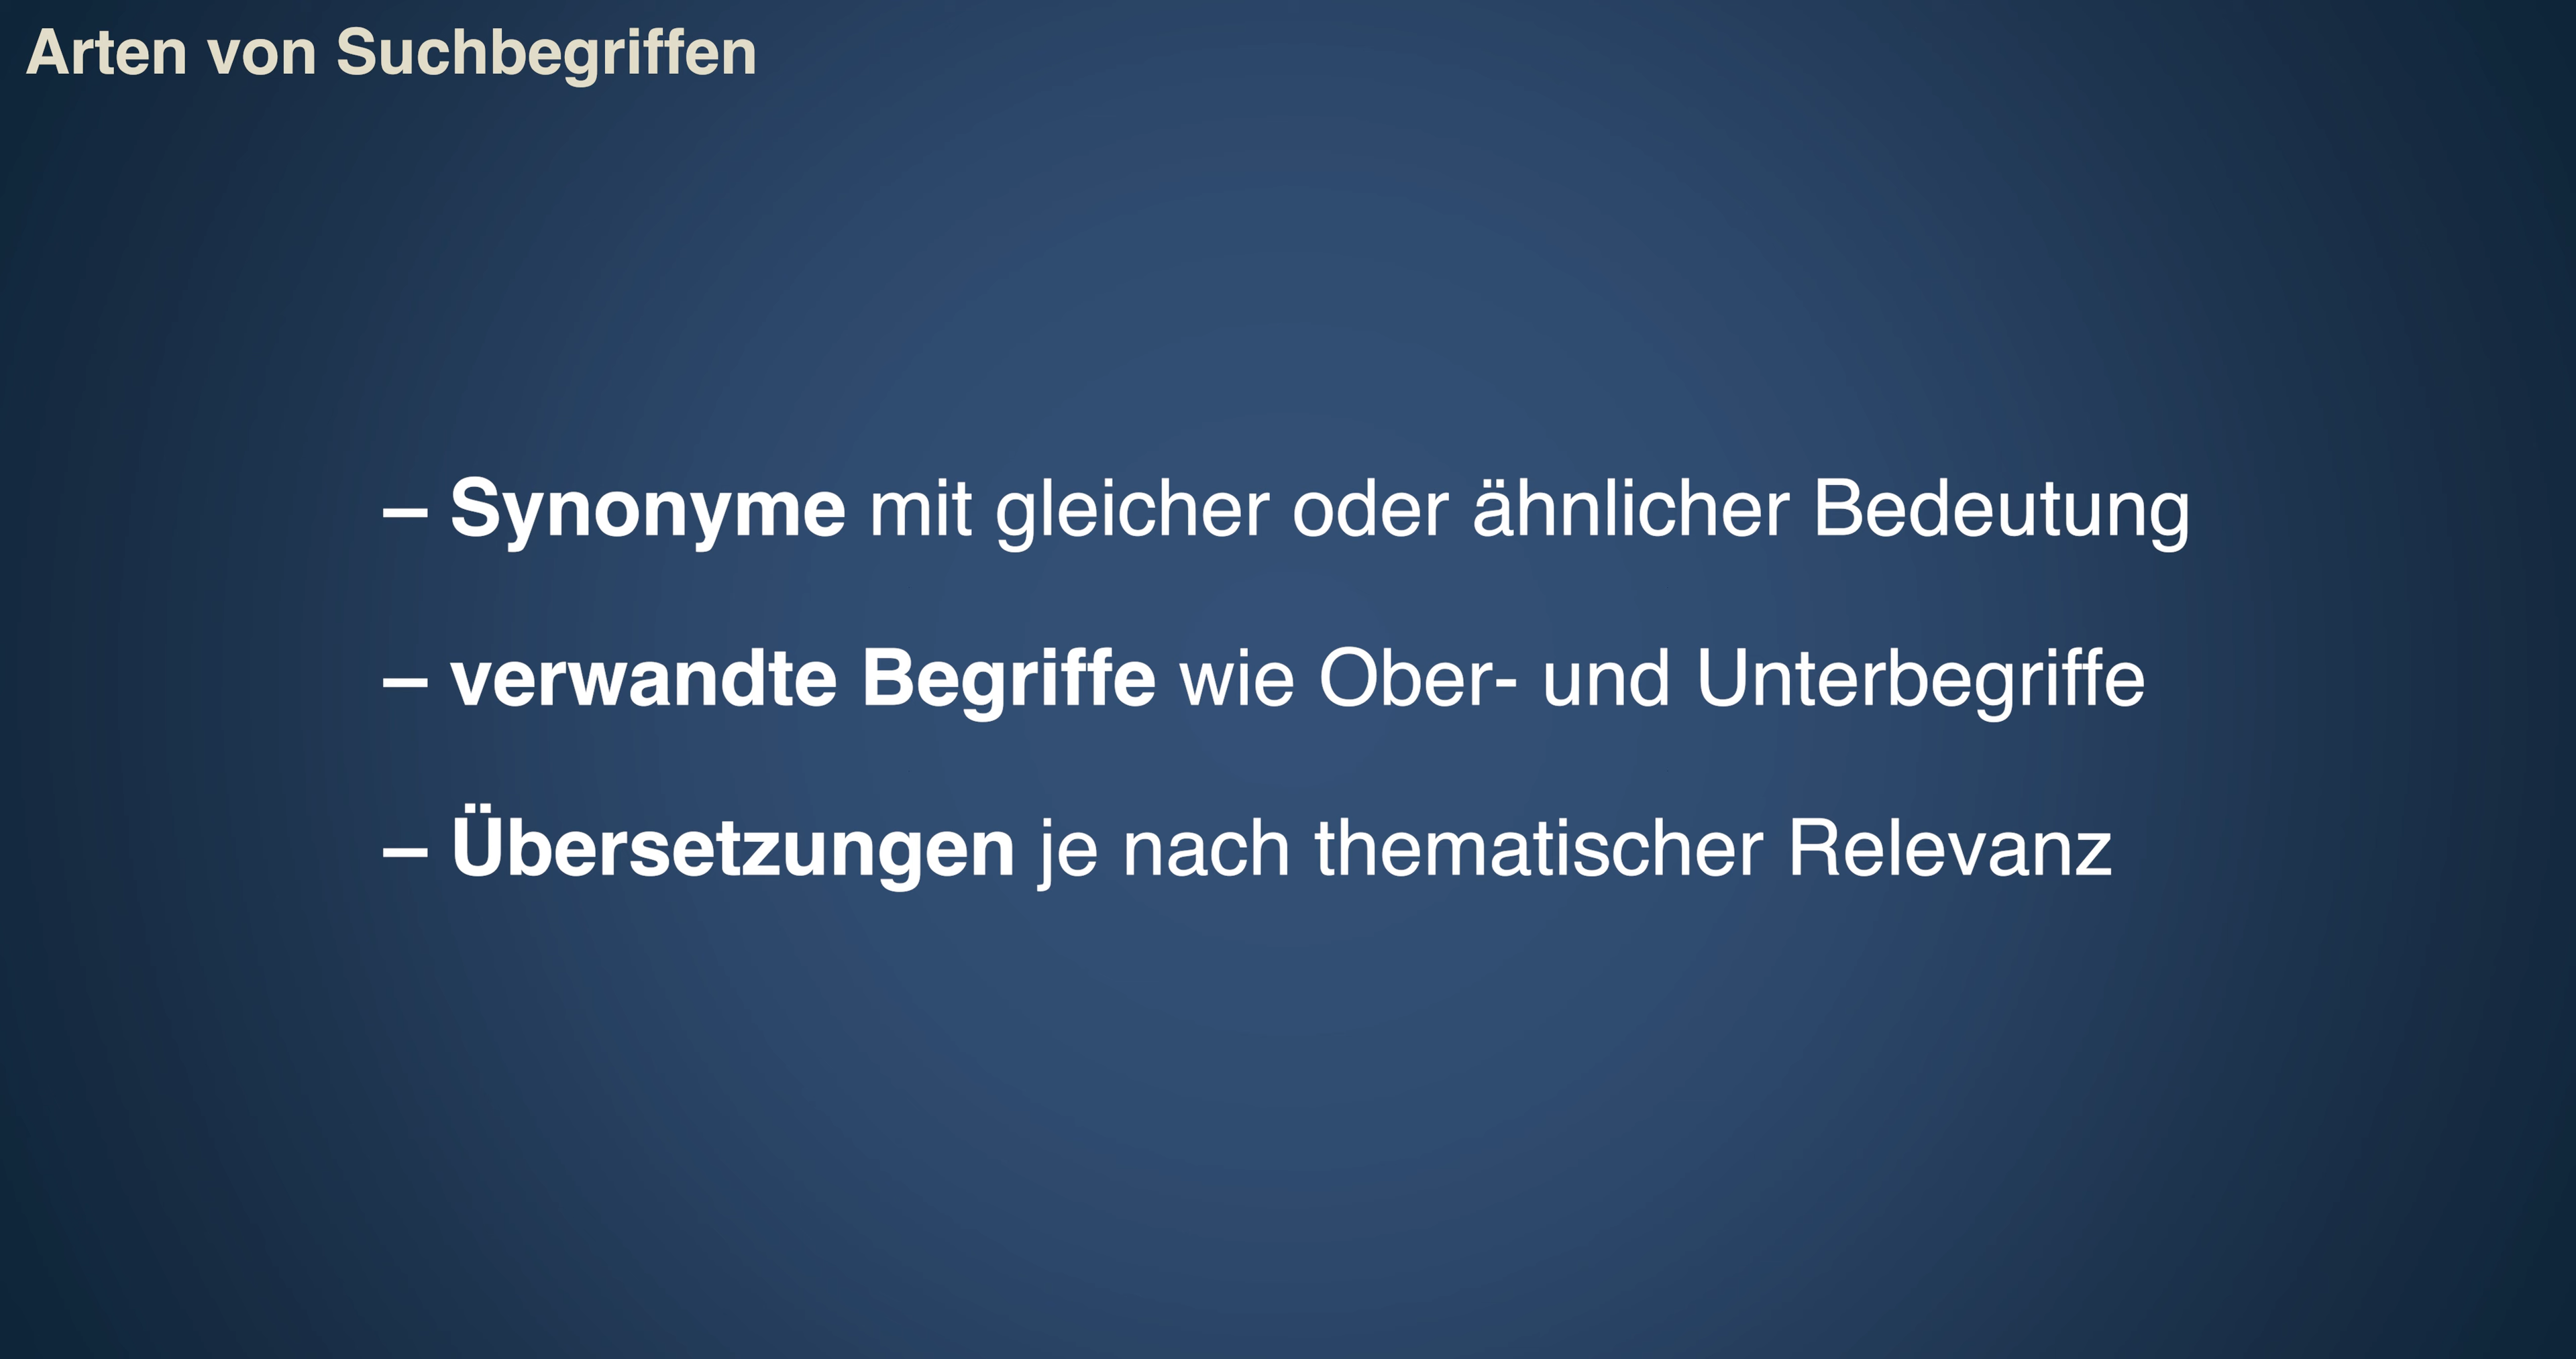 Arten von Suchbegriffen
– Synonyme mit gleicher oder ähnlicher Bedeutung
– verwandte Begriffe wie Ober- und Unterbegriffe
– Übersetzungen je nach thematischer Relevanz